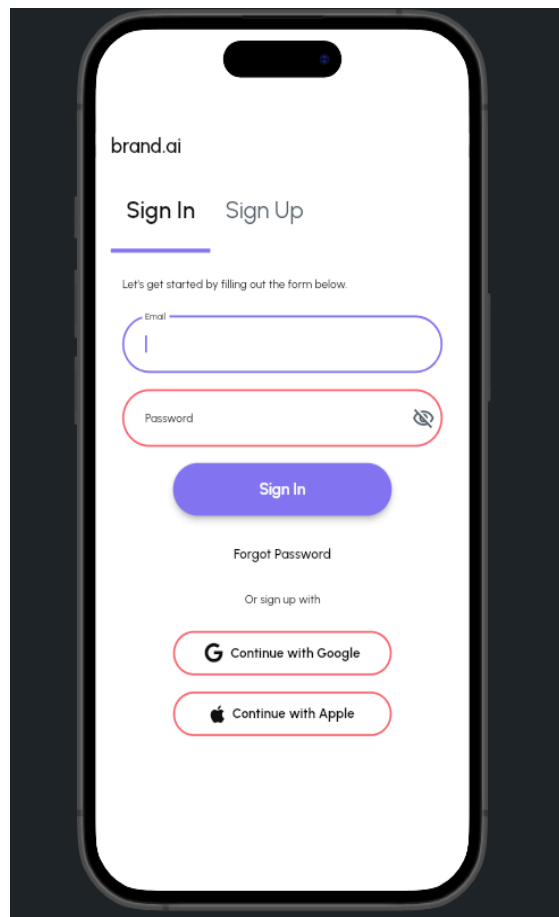 brand.ai
Sign In Sign Up
Let's get started by filling out the form below.
Email
Password
Sign In
Forgot Password
Or sign up with
Continue with Google
Continue with Apple